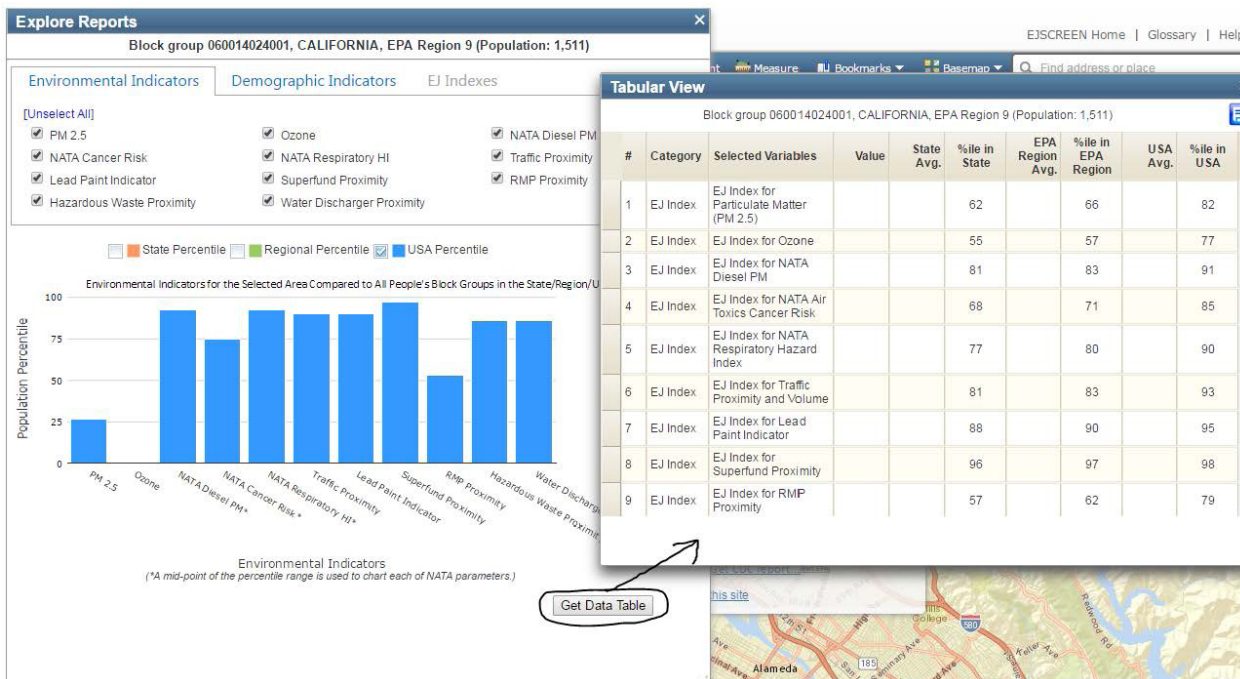 Explore Reports ×
Block group 060014024001, CALIFORNIA, EPA Region 9 (Population: 1,511)
Environmental Indicators Demographic Indicators EJ Indexes
[Unselect All]
PM 2.5 Ozone NATA Diesel PM
NATA Cancer Risk NATA Respiratory HI Traffic Proximity
Lead Paint Indicator Superfund Proximity RMP Proximity
Hazardous Waste Proximity Water Discharger Proximity
State Percentile Regional Percentile USA Percentile
Environmental Indicators for the Selected Area Compared to All People's Block Groups in the State/Region/U
Population Percentile
100
75
50
25
0
PM 2.5
Ozone
NATA Diesel PM*
NATA Cancer Risk*
NATA Respiratory HI*
Traffic Proximity
Lead Paint Indicator
Superfund Proximity
RMP Proximity
Hazardous Waste Proximit
Water Discharg
Environmental Indicators
(*A mid-point of the percentile range is used to chart each of NATA parameters.)
Get Data Table
EJSCREEN Home | Glossary | Help
nt Measure Bookmarks Basemap Find address or place
Tabular View
Block group 060014024001, CALIFORNIA, EPA Region 9 (Population: 1,511)
# Category Selected Variables Value State Avg. %ile in State EPA Region Avg. %ile in EPA Region USA Avg. %ile in USA
1 EJ Index EJ Index for Particulate Matter (PM 2.5) 62 66 82
2 EJ Index EJ Index for Ozone 55 57 77
3 EJ Index EJ Index for NATA Diesel PM 81 83 91
4 EJ Index EJ Index for NATA Air Toxics Cancer Risk 68 71 85
5 EJ Index EJ Index for NATA Respiratory Hazard Index 77 80 90
6 EJ Index EJ Index for Traffic Proximity and Volume 81 83 93
7 EJ Index EJ Index for Lead Paint Indicator 88 90 95
8 EJ Index EJ Index for Superfund Proximity 96 97 98
9 EJ Index EJ Index for RMP Proximity 57 62 79
his site
College
580
Redwood Rd
Keller Ave
185
Seminary Ave
Alameda